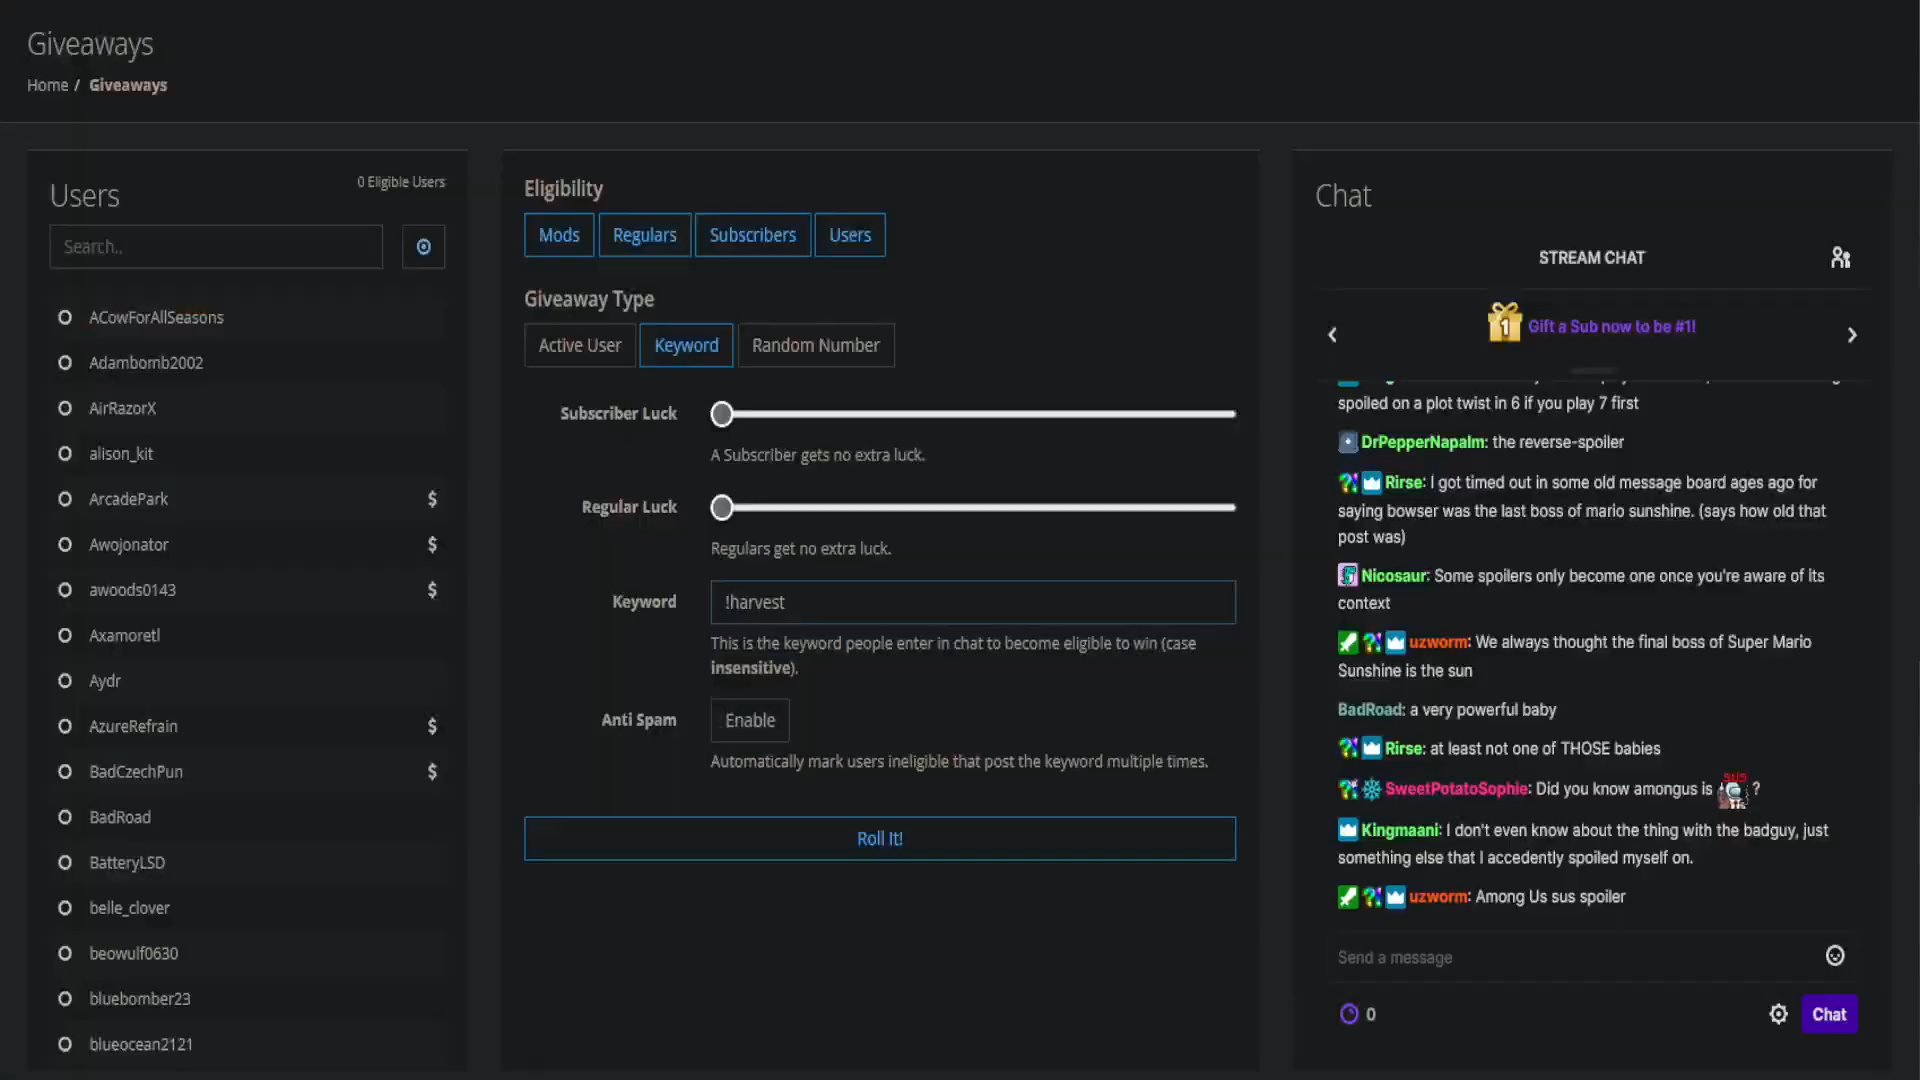 Giveaways
Home / Giveaways
Users
0 Eligible Users
Search..
ACowForAllSeasons
Adambomb2002
AirRazorX
alison_kit
ArcadePark $
Awojonator $
awoods0143 $
Axamoretl
Aydr
AzureRefrain $
BadCzechPun $
BadRoad
BatteryLSD
belle_clover
beowulf0630
bluebomber23
blueocean2121
Eligibility
Mods Regulars Subscribers Users
Giveaway Type
Active User Keyword Random Number
Subscriber Luck
A Subscriber gets no extra luck.
Regular Luck
Regulars get no extra luck.
Keyword !harvest
This is the keyword people enter in chat to become eligible to win (case
insensitive).
Anti Spam Enable
Automatically mark users ineligible that post the keyword multiple times.
Roll It!
Chat
STREAM CHAT
1 Gift a Sub now to be #1!
spoiled on a plot twist in 6 if you play 7 first
DrPepperNapalm: the reverse-spoiler
Rirse: I got timed out in some old message board ages ago for
saying bowser was the last boss of mario sunshine. (says how old that
post was)
Nicosaur: Some spoilers only become one once you're aware of its
context
uzworm: We always thought the final boss of Super Mario
Sunshine is the sun
BadRoad: a very powerful baby
Rirse: at least not one of THOSE babies
SweetPotatoSophie: Did you know amongus is SUS ?
Kingmaani: I don't even know about the thing with the badguy, just
something else that I accedently spoiled myself on.
uzworm: Among Us sus spoiler
Send a message
0
Chat